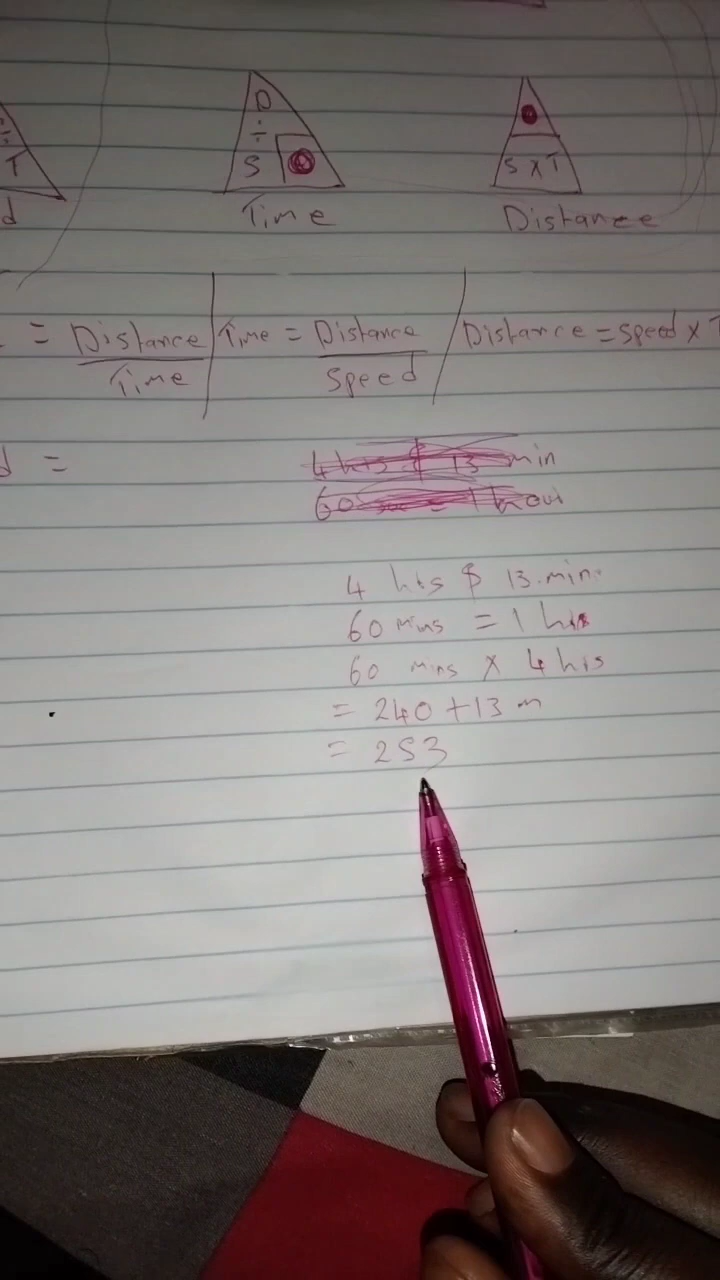 ÷
T
d
D
÷
S
Time
S X T
Distance
= Distance
Time
Time = Distance
Speed
Distance = Speed x T
d =
4 hrs $ 13 min
60 = 1 hour
4 hrs $ 13 min
60 mins = 1 hrs
60 mins x 4 hrs
= 240 + 13 m
= 253